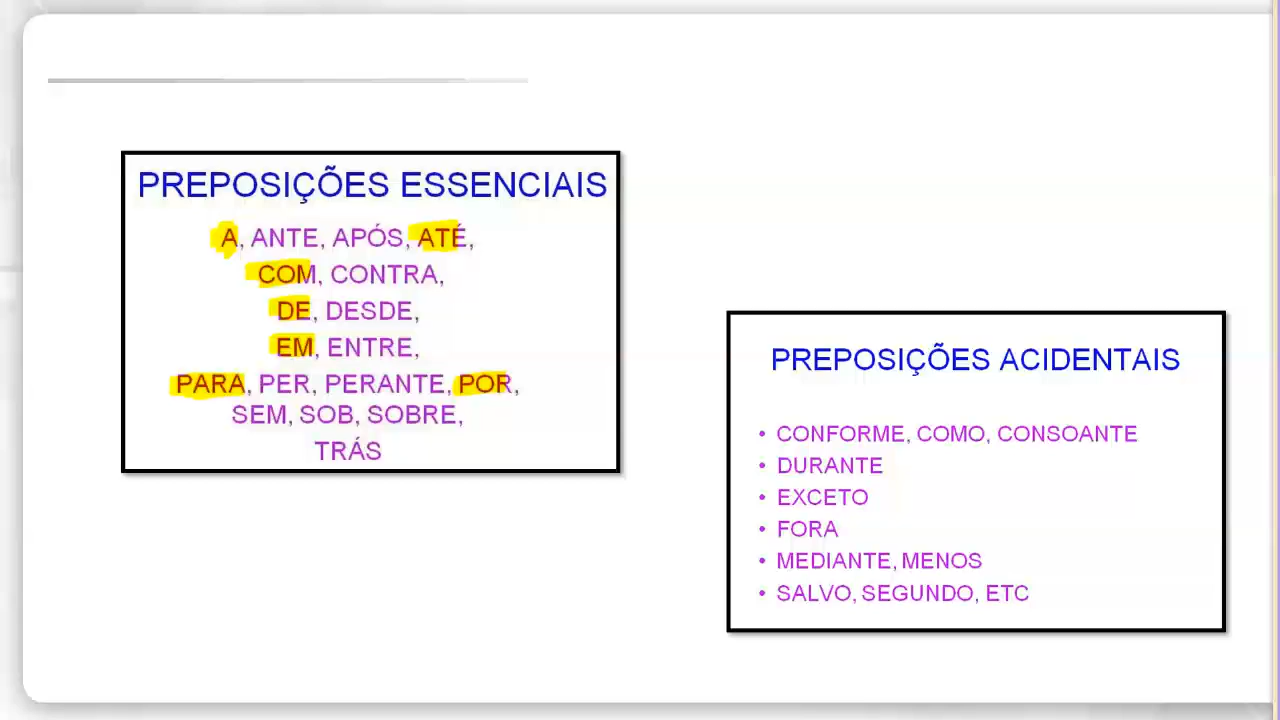 PREPOSIÇÕES ESSENCIAIS
A, ANTE, APÓS, ATÉ,
COM, CONTRA,
DE, DESDE,
EM, ENTRE,
PARA, PER, PERANTE, POR,
SEM, SOB, SOBRE,
TRÁS
PREPOSIÇÕES ACIDENTAIS
• CONFORME, COMO, CONSOANTE
• DURANTE
• EXCETO
• FORA
• MEDIANTE, MENOS
• SALVO, SEGUNDO, ETC